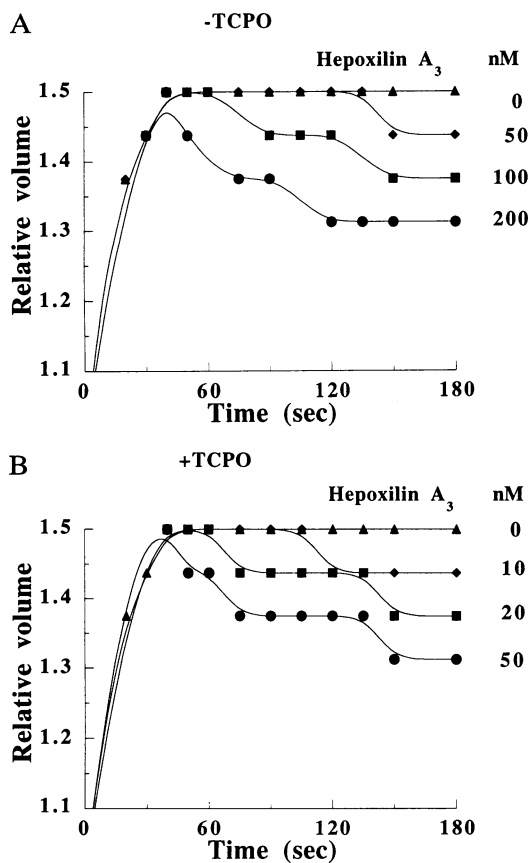 A
-TCPO
Hepoxilin A3 nM
Relative volume
1.5
1.4
1.3
1.2
1.1
0
50
100
200
0 60 120 180
Time (sec)
B
+TCPO
Hepoxilin A3 nM
Relative volume
1.5
1.4
1.3
1.2
1.1
0
10
20
50
0 60 120 180
Time (sec)